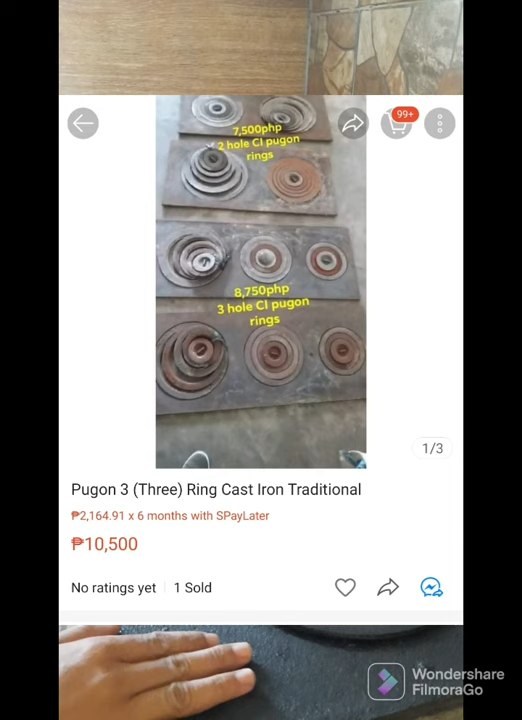 99+
7,500php
2 hole CI pugon
rings
8,750php
3 hole CI pugon
rings
1/3
Pugon 3 (Three) Ring Cast Iron Traditional
₱2,164.91 x 6 months with SPayLater
₱10,500
No ratings yet 1 Sold
Wondershare
FilmoraGo